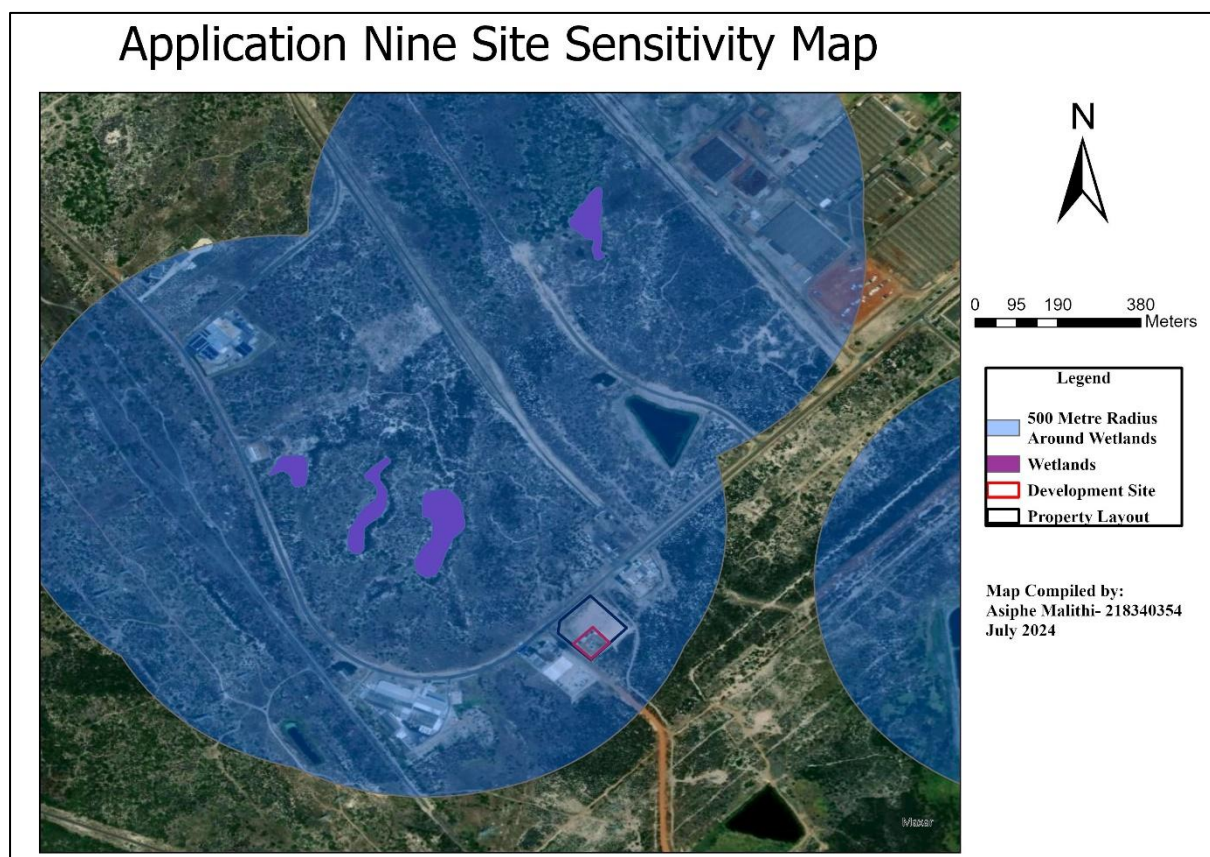 Application Nine Site Sensitivity Map
N
0 95 190 380
Meters
Legend
500 Metre Radius
Around Wetlands
Wetlands
Development Site
Property Layout
Map Compiled by:
Asiphe Malithi- 218340354
July 2024
Maxar